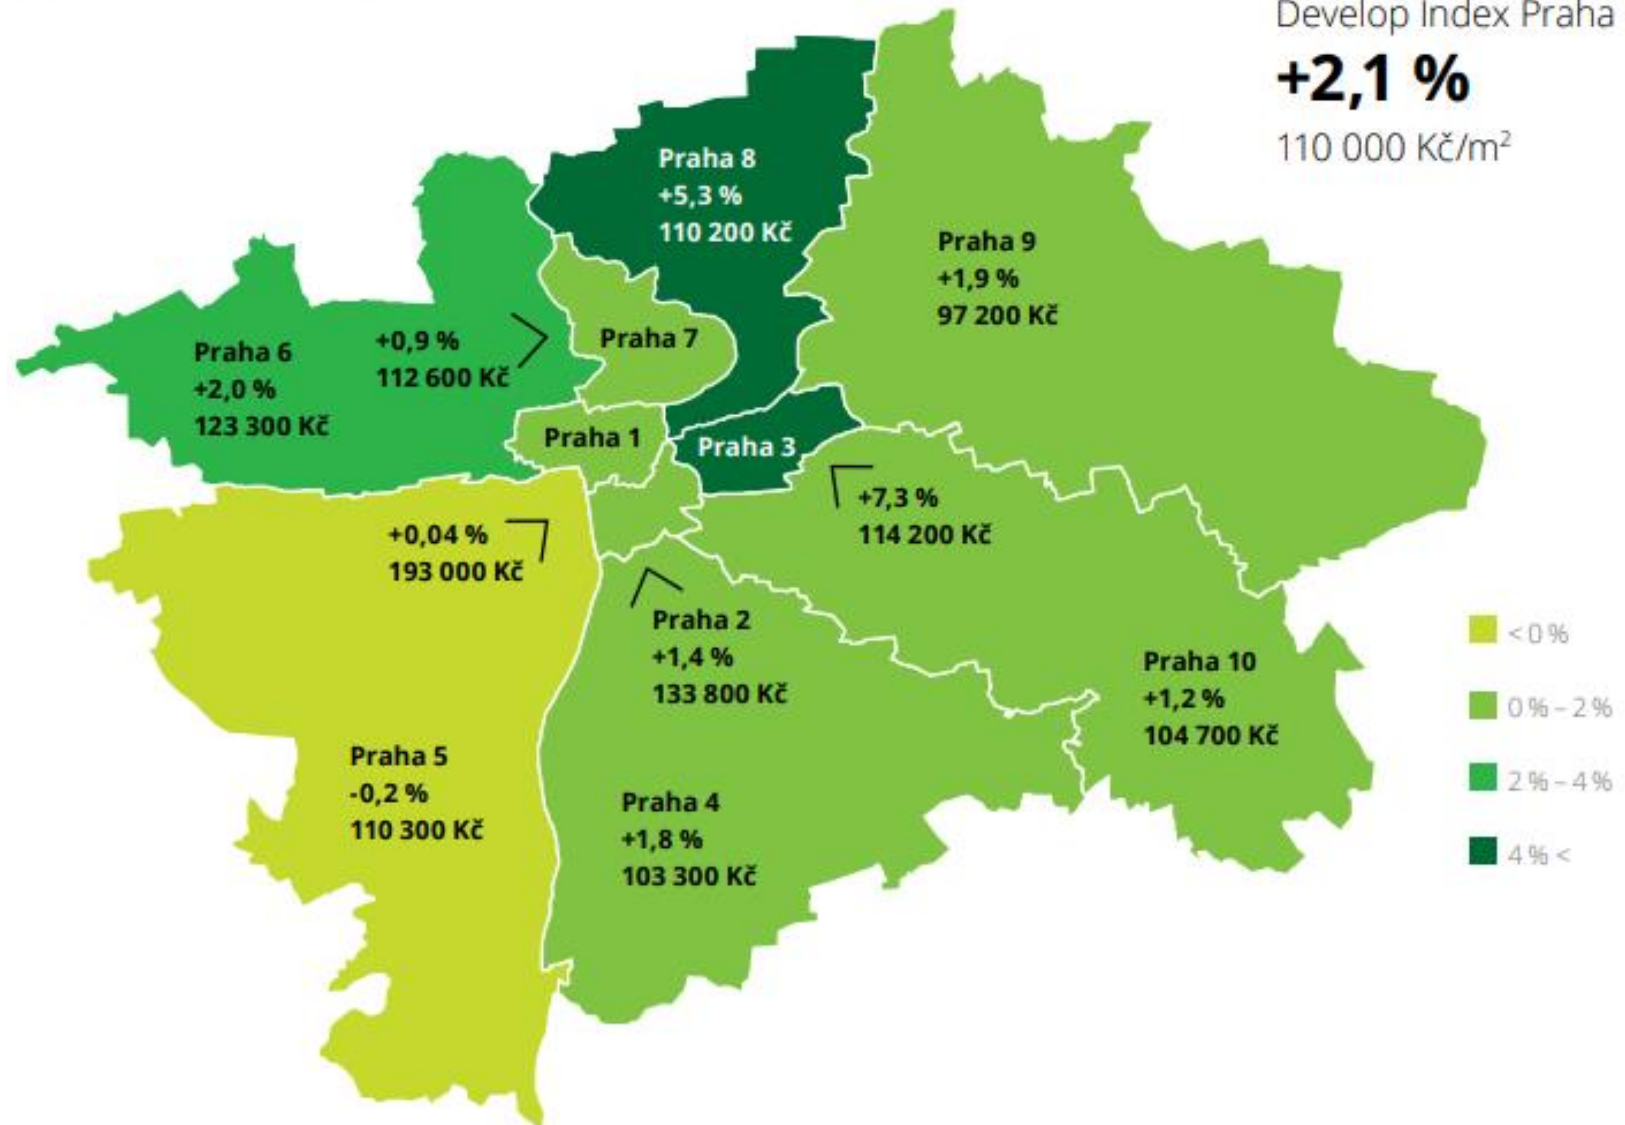 Develop Index Praha
+2,1 %
110 000 Kč/m²
Praha 8
+5,3 %
110 200 Kč
Praha 9
+1,9 %
97 200 Kč
Praha 6
+2,0 %
123 300 Kč
+0,9 %
112 600 Kč
Praha 7
Praha 1
Praha 3
+7,3 %
114 200 Kč
+0,04 %
193 000 Kč
Praha 2
+1,4 %
133 800 Kč
Praha 10
+1,2 %
104 700 Kč
Praha 5
-0,2 %
110 300 Kč
Praha 4
+1,8 %
103 300 Kč
< 0 %
0 % – 2 %
2 % – 4 %
4 % <